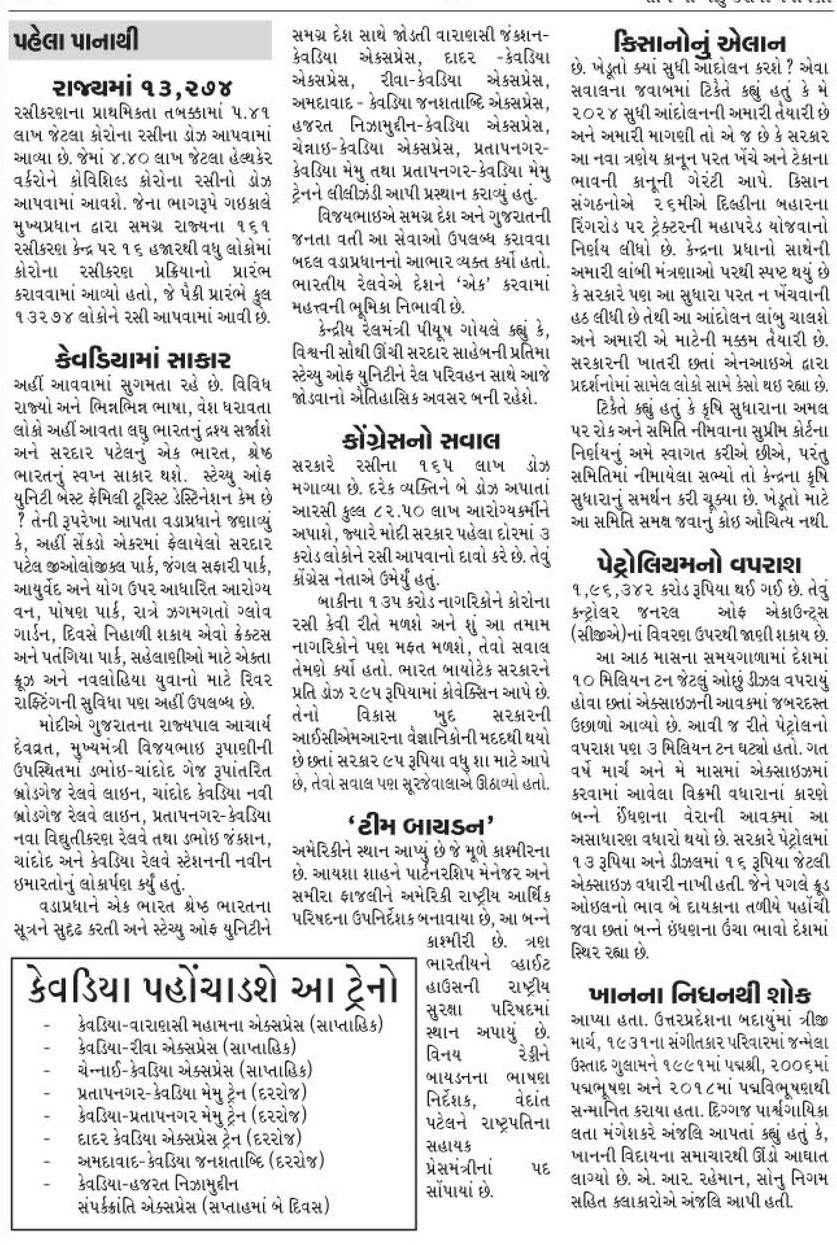 પહેલા પાનાથી
રાજ્યમાં ૧૩,૨૭૪
રસીકરણના પ્રાથમિકતા તબક્કામાં ૫.૪૧
લાખ જેટલા કોરોના રસીના ડોઝ આપવામાં
આવ્યા છે. જેમાં ૪.૪૦ લાખ જેટલા હેલ્થકેર
વર્કરોને કોવિશિલ્ડ કોરોના રસીનો ડોઝ
આપવામાં આવશે. જેના ભાગરૂપે ગઇકાલે
મુખ્યપ્રધાન દ્વારા સમગ્ર રાજ્યના ૧૬૧
રસીકરણ કેન્દ્ર પર ૧૬ હજારથી વધુ લોકોમાં
કોરોના રસીકરણ પ્રક્રિયાનો પ્રારંભ
કરાવવામાં આવ્યો હતો, જે પૈકી પ્રારંભે કુલ
૧૩૨૭૪ લોકોને રસી આપવામાં આવી છે.
કેવડિયામાં સાકાર
અહીં આવવામાં સુગમતા રહે છે. વિવિધ
રાજ્યો અને ભિન્નભિન્ન ભાષા, વેશ ધરાવતા
લોકો અહીં આવતા લઘુ ભારતનું દ્રશ્ય સર્જાશે
અને સરદાર પટેલનું એક ભારત, શ્રેષ્ઠ
ભારતનું સ્વપ્ન સાકાર થશે. સ્ટેચ્યુ ઓફ
યુનિટી બેસ્ટ ફેમિલી ટૂરિસ્ટ ડેસ્ટિનેશન કેમ છે
? તેની રૂપરેખા આપતા વડાપ્રધાને જણાવ્યું
કે, અહીં સેંકડો એકરમાં ફેલાયેલો સરદાર
પટેલ જીઓલોજીકલ પાર્ક, જંગલ સફારી પાર્ક,
આયુર્વેદ અને યોગ ઉપર આધારિત આરોગ્ય
વન, પોષણ પાર્ક, રાત્રે ઝગમગતો ગ્લોવ
ગાર્ડન, દિવસે નિહાળી શકાય એવો ક્રેક્ટસ
અને પતંગિયા પાર્ક, સહેલાણીઓ માટે એકતા
ક્રૂઝ અને નવલોહિયા યુવાનો માટે રિવર
રાફ્ટિંગની સુવિધા પણ અહીં ઉપલબ્ધ છે.
મોદીએ ગુજરાતના રાજ્યપાલ આચાર્ય
દેવવ્રત, મુખ્યમંત્રી વિજયભાઇ રૂપાણીની
ઉપસ્થિતમાં ડભોઇ-ચાંદોદ ગેજ રૂપાંતરિત
બ્રોડગેજ રેલવે લાઇન, ચાંદોદ કેવડિયા નવી
બ્રોડગેજ રેલવે લાઇન, પ્રતાપનગર-કેવડિયા
નવા વિદ્યુતીકરણ રેલવે તથા ડભોઇ જંક્શન,
ચાંદોદ અને કેવડિયા રેલવે સ્ટેશનની નવીન
ઇમારતોનું લોકાર્પણ કર્યું હતું.
વડાપ્રધાને એક ભારત શ્રેષ્ઠ ભારતના
સૂત્રને સુદ્રઢ કરતી અને સ્ટેચ્યુ ઓફ યુનિટીને
સમગ્ર દેશ સાથે જોડતી વારાણસી જંક્શન-
કેવડિયા એક્સપ્રેસ, દાદર -કેવડિયા
એક્સપ્રેસ, રીવા-કેવડિયા એક્સપ્રેસ,
અમદાવાદ - કેવડિયા જનશતાબ્દિ એક્સપ્રેસ,
હજરત નિઝામુદ્દીન-કેવડિયા એક્સપ્રેસ,
ચેન્નાઇ-કેવડિયા એક્સપ્રેસ, પ્રતાપનગર-
કેવડિયા મેમુ તથા પ્રતાપનગર-કેવડિયા મેમુ
ટ્રેનને લીલીઝંડી આપી પ્રસ્થાન કરાવ્યું હતું.
વિજયભાઇએ સમગ્ર દેશ અને ગુજરાતની
જનતા વતી આ સેવાઓ ઉપલબ્ધ કરાવવા
બદલ વડાપ્રધાનનો આભાર વ્યક્ત કર્યો હતો.
ભારતીય રેલવેએ દેશને ‘એક’ કરવામાં
મહત્ત્વની ભૂમિકા નિભાવી છે.
કેન્દ્રીય રેલમંત્રી પીયૂષ ગોયલે કહ્યું કે,
વિશ્વની સૌથી ઊંચી સરદાર સાહેબની પ્રતિમા
સ્ટેચ્યુ ઓફ યુનિટીને રેલ પરિવહન સાથે આજે
જોડવાનો ઐતિહાસિક અવસર બની રહેશે.
કોંગ્રેસનો સવાલ
સરકારે રસીના ૧૬૫ લાખ ડોઝ
મગાવ્યા છે. દરેક વ્યક્તિને બે ડોઝ અપાતાં
આરસી કુલ્લ ૮૨.૫૦ લાખ આરોગ્યકર્મીને
અપાશે, જ્યારે મોદી સરકાર પહેલા દોરમાં ૩
કરોડ લોકોને રસી આપવાનો દાવો કરે છે. તેવું
કોંગ્રેસ નેતાએ ઉમેર્યું હતું.
બાકીના ૧૩૫ કરોડ નાગરિકોને કોરોના
રસી કેવી રીતે મળશે અને શું આ તમામ
નાગરિકોને પણ મફત મળશે, તેવો સવાલ
તેમણે કર્યો હતો. ભારત બાયોટેક સરકારને
પ્રતિ ડોઝ ૨૯૫ રૂપિયામાં કોવેક્સિન આપે છે.
તેનો વિકાસ ખુદ સરકારની
આઈસીએમઆરના વૈજ્ઞાનિકોની મદદથી થયો
છે છતાં સરકાર ૯૫ રૂપિયા વધુ શા માટે આપે
છે, તેવો સવાલ પણ સૂરજેવાલાએ ઊઠાવ્યો હતો.
‘ટીમ બાયડન’
અમેરિકીને સ્થાન આપ્યું છે જે મૂળે કાશ્મીરના
છે. આયશા શાહને પાર્ટનરશિપ મેનેજર અને
સમીરા ફાજલીને અમેરિકી રાષ્ટ્રીય આર્થિક
પરિષદના ઉપનિર્દેશક બનાવાયા છે, આ બન્ને
કાશ્મીરી છે. ત્રણ
ભારતીયને વ્હાઈટ
હાઉસની રાષ્ટ્રીય
સુરક્ષા પરિષદમાં
સ્થાન અપાયું છે.
વિનય રેડ્ડીને
બાયડનના ભાષણ
નિર્દેશક, વેદાંત
પટેલને રાષ્ટ્રપતિના
સહાયક
પ્રેસમંત્રીનાં પદ
સોંપાયાં છે.
કેવડિયા પહોંચાડશે આ ટ્રેનો
- કેવડિયા-વારાણસી મહામના એક્સપ્રેસ (સાપ્તાહિક)
- કેવડિયા-રીવા એક્સપ્રેસ (સાપ્તાહિક)
- ચેન્નાઈ-કેવડિયા એક્સપ્રેસ (સાપ્તાહિક)
- પ્રતાપનગર-કેવડિયા મેમુ ટ્રેન (દરરોજ)
- કેવડિયા-પ્રતાપનગર મેમુ ટ્રેન (દરરોજ)
- દાદર કેવડિયા એક્સપ્રેસ ટ્રેન (દરરોજ)
- અમદાવાદ-કેવડિયા જનશતાબ્દિ (દરરોજ)
- કેવડિયા-હજરત નિઝામુદ્દીન
સંપર્કક્રાંતિ એક્સપ્રેસ (સપ્તાહમાં બે દિવસ)
કિસાનોનું એલાન
છે. ખેડૂતો ક્યાં સુધી આંદોલન કરશે ? એવા
સવાલના જવાબમાં ટિકૈતે કહ્યું હતું કે મે
૨૦૨૪ સુધી આંદોલનની અમારી તૈયારી છે
અને અમારી માગણી તો એ જ છે કે સરકાર
આ નવા ત્રણેય કાનૂન પરત ખેંચે અને ટેકાના
ભાવની કાનૂની ગેરંટી આપે. કિસાન
સંગઠનોએ ૨૬મીએ દિલ્હીના બહારના
રિંગરોડ પર ટ્રેક્ટરની મહાપરેડ યોજવાનો
નિર્ણય લીધો છે. કેન્દ્રના પ્રધાનો સાથેની
અમારી લાંબી મંત્રણાઓ પરથી સ્પષ્ટ થયું છે
કે સરકારે પણ આ સુધારા પરત ન ખેંચવાની
હઠ લીધી છે તેથી આ આંદોલન લાંબુ ચાલશે
અને અમારી એ માટેની મક્કમ તૈયારી છે.
સરકારની ખાતરી છતાં એનઆઇએ દ્વારા
પ્રદર્શનોમાં સામેલ લોકો સામે કેસો થઇ રહ્યા છે.
ટિકૈતે કહ્યું હતું કે કૃષિ સુધારાના અમલ
પર રોક અને સમિતિ નીમવાના સુપ્રીમ કોર્ટના
નિર્ણયનું અમે સ્વાગત કરીએ છીએ, પરંતુ
સમિતિમાં નીમાયેલા સભ્યો તો કેન્દ્રના કૃષિ
સુધારાનું સમર્થન કરી ચૂક્યા છે. ખેડૂતો માટે
આ સમિતિ સમક્ષ જવાનું કોઇ ઔચિત્ય નથી.
પેટ્રોલિયમનો વપરાશ
૧,૯૬,૩૪૨ કરોડ રૂપિયા થઈ ગઈ છે. તેવું
કન્ટ્રોલર જનરલ ઓફ એકાઉન્ટ્સ
(સીજીએ)નાં વિવરણ ઉપરથી જાણી શકાય છે.
આ આઠ માસના સમયગાળામાં દેશમાં
૧૦ મિલિયન ટન જેટલું ઓછું ડીઝલ વપરાયું
હોવા છતાં એક્સાઇઝની આવકમાં જબરદસ્ત
ઉછાળો આવ્યો છે. આવી જ રીતે પેટ્રોલનો
વપરાશ પણ ૩ મિલિયન ટન ઘટ્યો હતો. ગત
વર્ષે માર્ચ અને મે માસમાં એક્સાઇઝમાં
કરવામાં આવેલા વિક્રમી વધારાનાં કારણે
બન્ને ઈંધણના વેરાની આવકમાં આ
અસાધારણ વધારો થયો છે. સરકારે પેટ્રોલમાં
૧૩ રૂપિયા અને ડીઝલમાં ૧૬ રૂપિયા જેટલી
એક્સાઇઝ વધારી નાખી હતી. જેને પગલે ક્રૂડ
ઓઇલનો ભાવ બે દાયકાના તળીયે પહોંચી
જવા છતાં બન્ને ઇંધણના ઉંચા ભાવો દેશમાં
સ્થિર રહ્યા છે.
ખાનના નિધનથી શોક
આપ્યા હતા. ઉત્તરપ્રદેશના બદાયુંમાં ત્રીજી
માર્ચ, ૧૯૩૧ના સંગીતકાર પરિવારમાં જન્મેલા
ઉસ્તાદ ગુલામને ૧૯૯૧માં પદ્મશ્રી, ૨૦૦૬માં
પદ્મભૂષણ અને ૨૦૧૮માં પદ્મવિભૂષણથી
સન્માનિત કરાયા હતા. દિગ્ગજ પાર્શ્વગાયિકા
લતા મંગેશકરે અંજલિ આપતાં કહ્યું હતું કે,
ખાનની વિદાયના સમાચારથી ઊંડો આઘાત
લાગ્યો છે. એ. આર. રહેમાન, સોનુ નિગમ
સહિત કલાકારોએ અંજલિ આપી હતી.